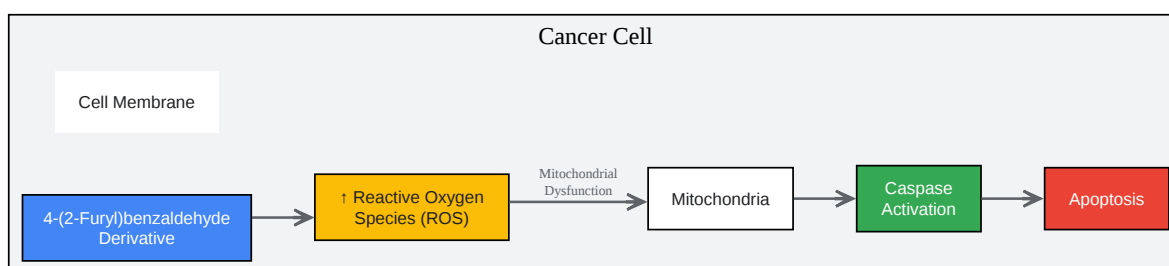 Cancer Cell
Cell Membrane
4-(2-Furyl)benzaldehyde
Derivative
↑ Reactive Oxygen
Species (ROS)
Mitochondrial
Dysfunction
Mitochondria
Caspase
Activation
Apoptosis